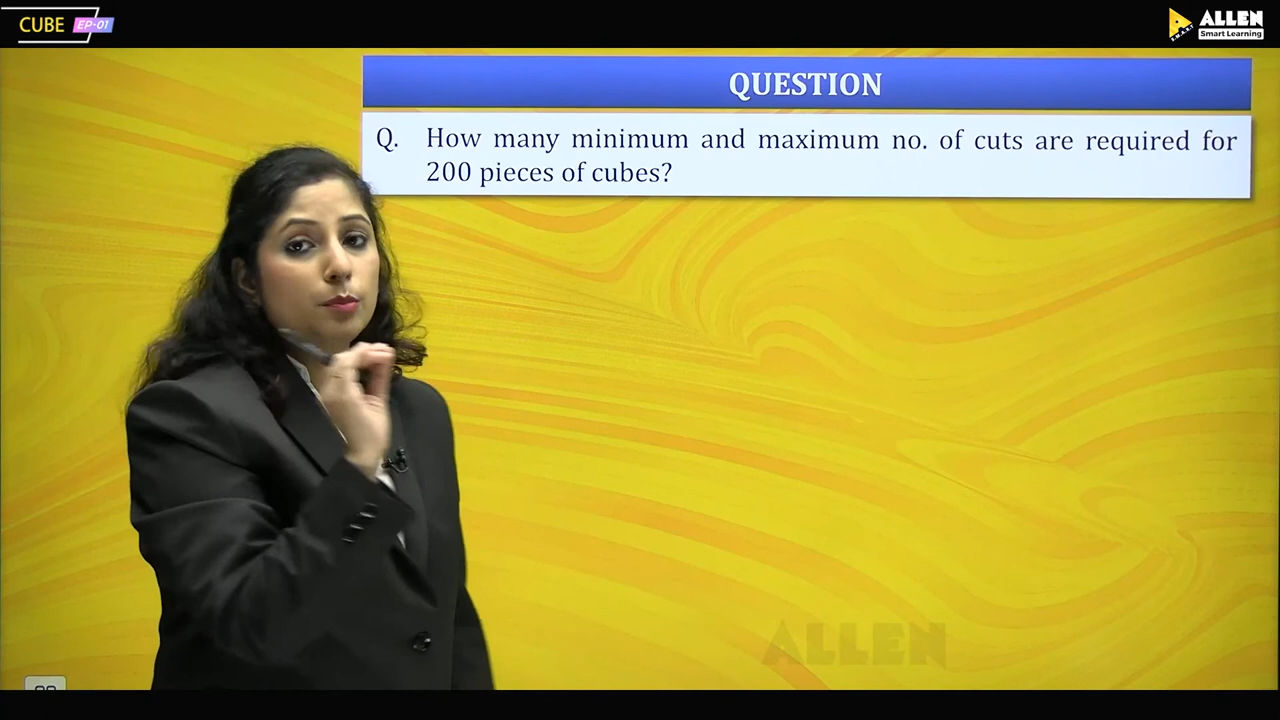 CUBE EP-01
ALLEN
Smart Learning
QUESTION
Q. How many minimum and maximum no. of cuts are required for
200 pieces of cubes?
ALLEN